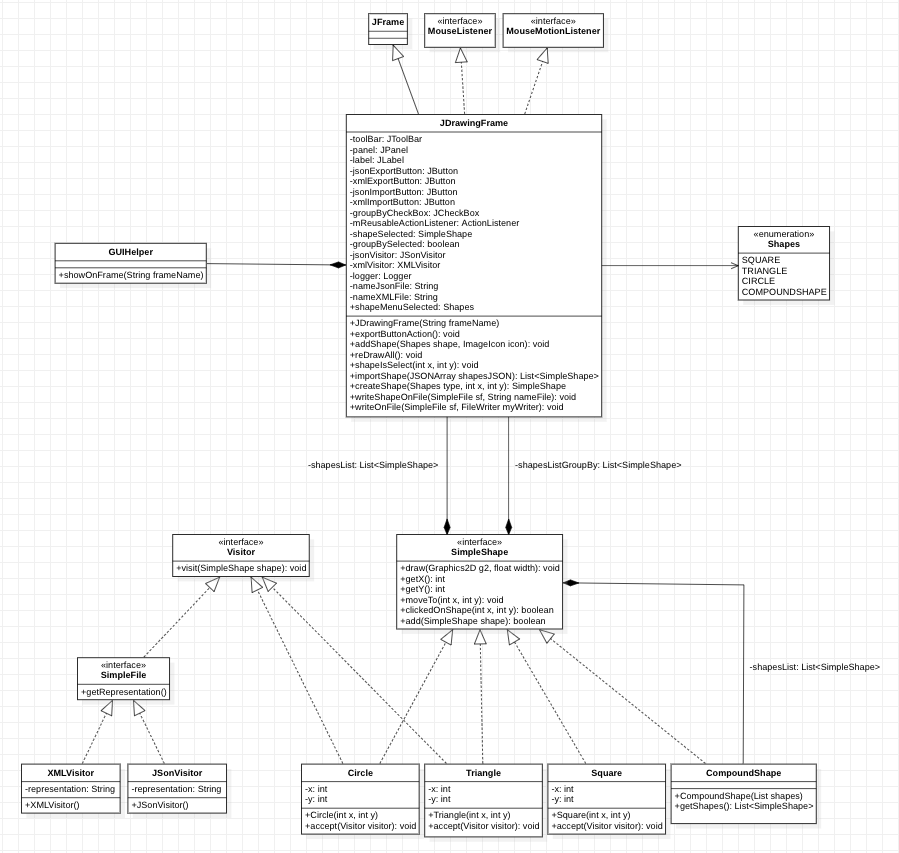 JFrame
«interface»
MouseListener
«interface»
MouseMotionListener
JDrawingFrame
-toolBar: JToolBar
-panel: JPanel
-label: JLabel
-jsonExportButton: JButton
-xmlExportButton: JButton
-jsonImportButton: JButton
-xmlImportButton: JButton
-groupByCheckBox: JCheckBox
-mReusableActionListener: ActionListener
-shapeSelected: SimpleShape
-groupBySelected: boolean
-jsonVisitor: JSonVisitor
-xmlVisitor: XMLVisitor
-logger: Logger
-nameJsonFile: String
-nameXMLFile: String
+shapeMenuSelected: Shapes
+JDrawingFrame(String frameName)
+exportButtonAction(): void
+addShape(Shapes shape, ImageIcon icon): void
+reDrawAll(): void
+shapeIsSelect(int x, int y): void
+importShape(JSONArray shapesJSON): List<SimpleShape>
+createShape(Shapes type, int x, int y): SimpleShape
+writeShapeOnFile(SimpleFile sf, String nameFile): void
+writeOnFile(SimpleFile sf, FileWriter myWriter): void
GUIHelper
+showOnFrame(String frameName)
«enumeration»
Shapes
SQUARE
TRIANGLE
CIRCLE
COMPOUNDSHAPE
-shapesList: List<SimpleShape>
-shapesListGroupBy: List<SimpleShape>
«interface»
Visitor
+visit(SimpleShape shape): void
«interface»
SimpleShape
+draw(Graphics2D g2, float width): void
+getX(): int
+getY(): int
+moveTo(int x, int y): void
+clickedOnShape(int x, int y): boolean
+add(SimpleShape shape): boolean
-shapesList: List<SimpleShape>
«interface»
SimpleFile
+getRepresentation()
XMLVisitor
-representation: String
+XMLVisitor()
JSonVisitor
-representation: String
+JSonVisitor()
Circle
-x: int
-y: int
+Circle(int x, int y)
+accept(Visitor visitor): void
Triangle
-x: int
-y: int
+Triangle(int x, int y)
+accept(Visitor visitor): void
Square
-x: int
-y: int
+Square(int x, int y)
+accept(Visitor visitor): void
CompoundShape
+CompoundShape(List shapes)
+getShapes(): List<SimpleShape>